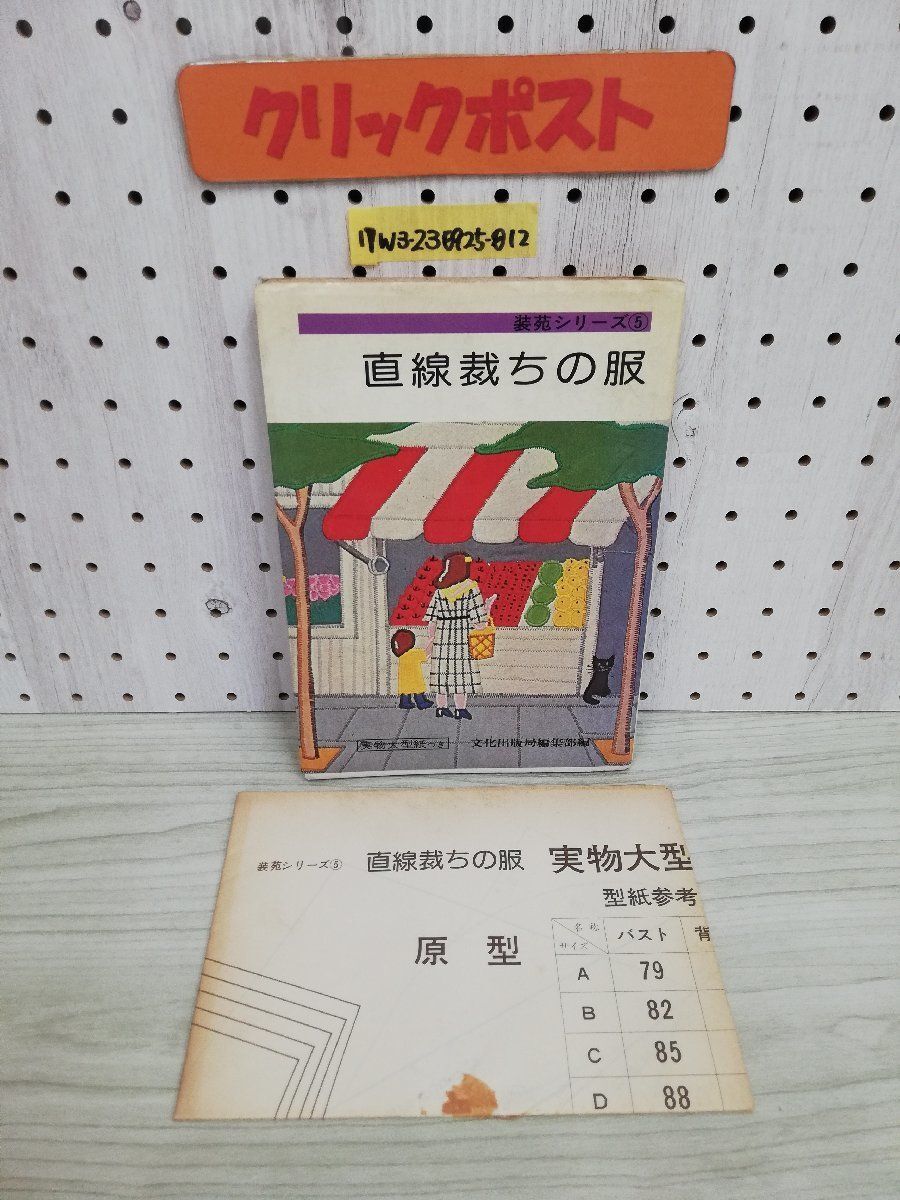 クリックポスト
17W3-230925-012
装苑シリーズ⑤
直線裁ちの服
実物大型紙つき
文化出版局編集部編
装苑シリーズ⑤ 直線裁ちの服 実物大型
型紙参考
原型
名称 バスト 背
サイズ
A 79
B 82
C 85
D 88